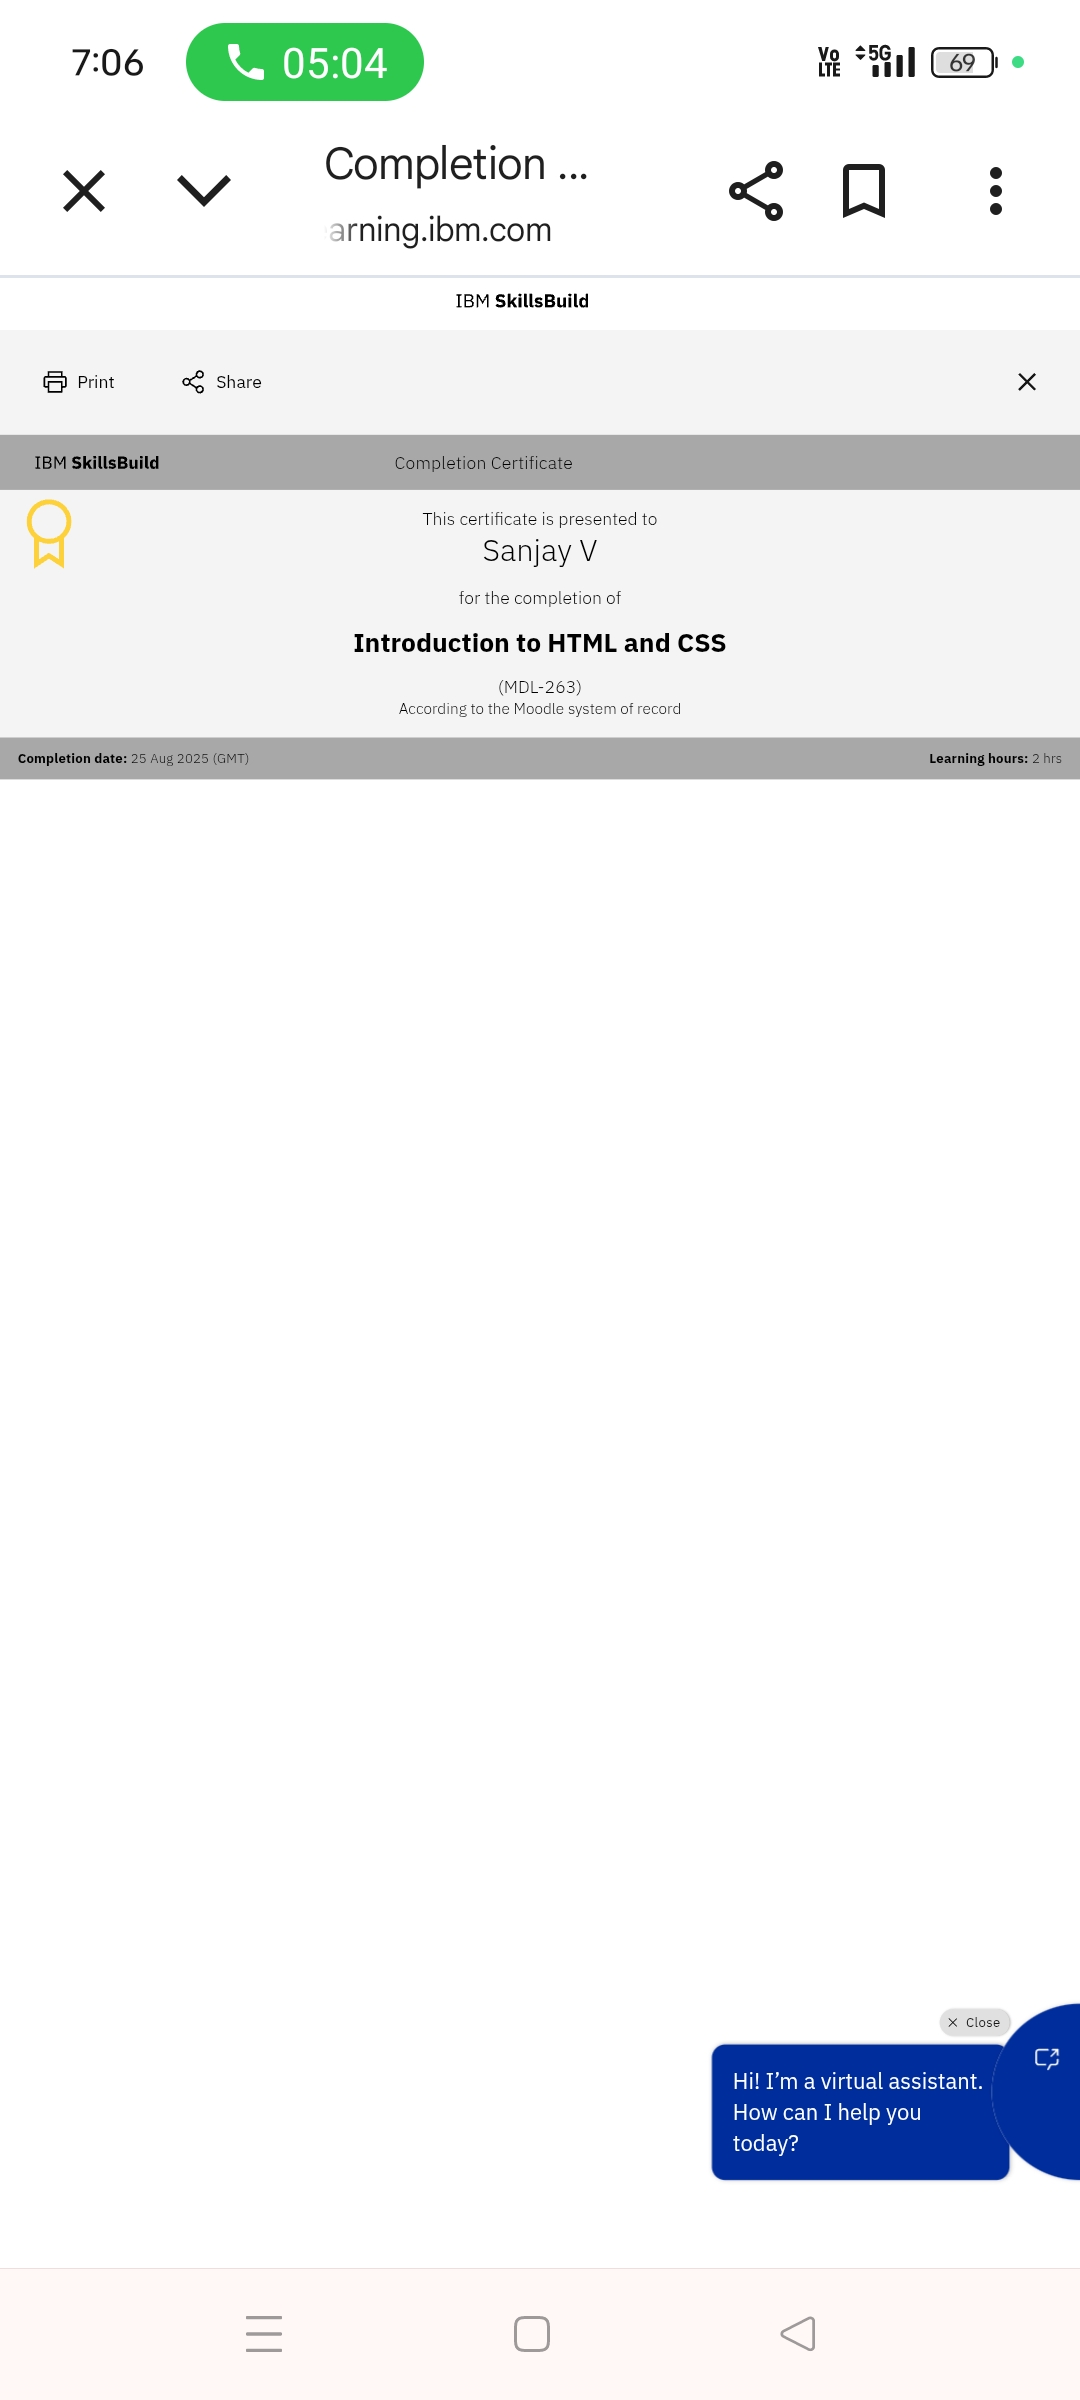 7:06
05:04
Vo LTE
5G
69
Completion ...
arning.ibm.com
IBM SkillsBuild
Print
Share
IBM SkillsBuild
Completion Certificate
This certificate is presented to
Sanjay V
for the completion of
Introduction to HTML and CSS
(MDL-263)
According to the Moodle system of record
Completion date: 25 Aug 2025 (GMT)
Learning hours: 2 hrs
Close
Hi! I’m a virtual assistant.
How can I help you
today?